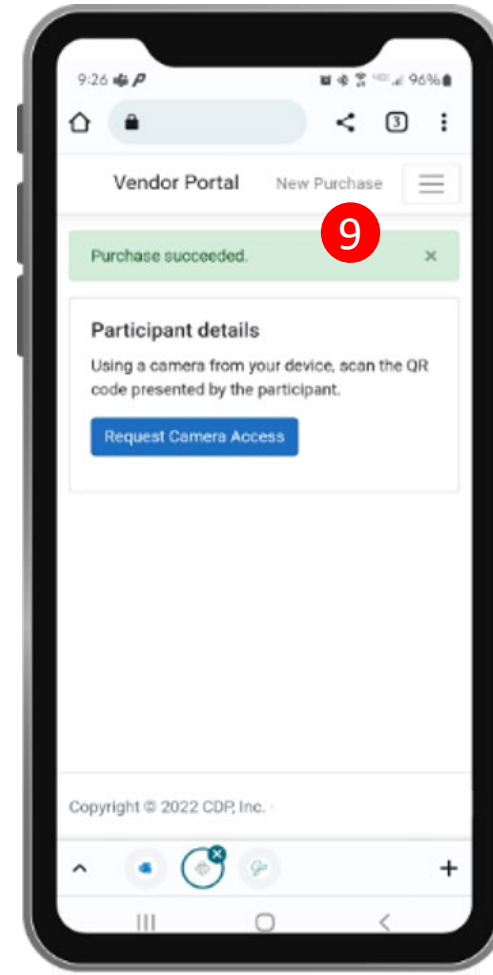 9:26 96%
3
Vendor Portal New Purchase
9
Purchase succeeded. ×
Participant details
Using a camera from your device, scan the QR
code presented by the participant.
Request Camera Access
Copyright © 2022 CDP, Inc. ·